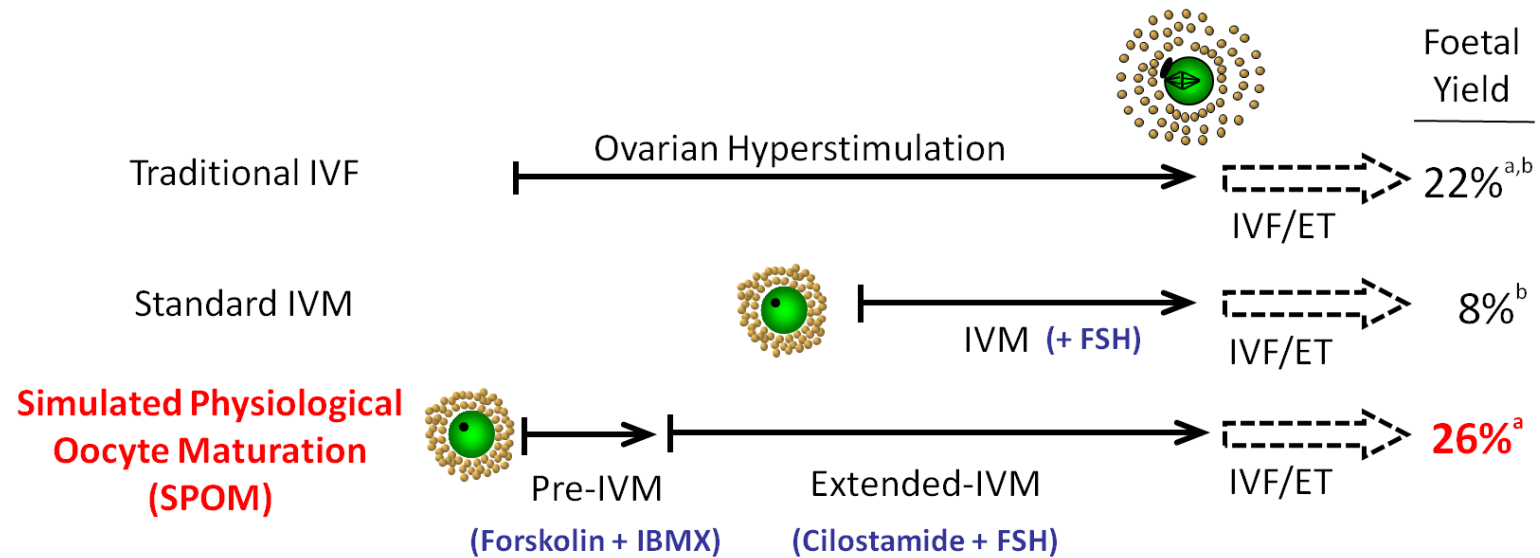 Foetal
Yield
Traditional IVF
Ovarian Hyperstimulation
IVF/ET
22%a,b
Standard IVM
IVM (+ FSH)
IVF/ET
8%b
Simulated Physiological
Oocyte Maturation
(SPOM)
Pre-IVM
(Forskolin + IBMX)
Extended-IVM
(Cilostamide + FSH)
IVF/ET
26%a